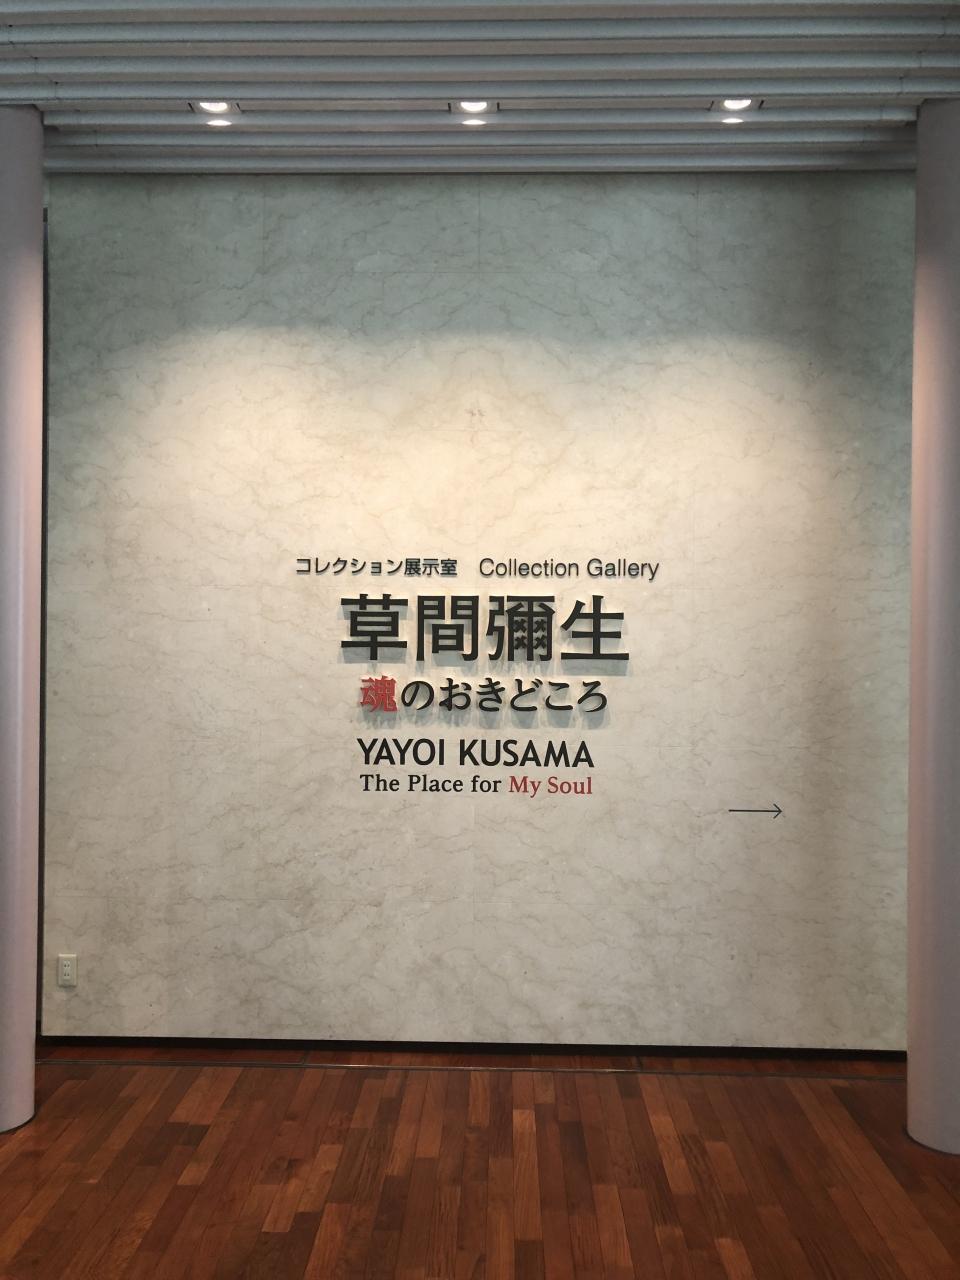 コレクション展示室 Collection Gallery
草間彌生
魂のおきどころ
YAYOI KUSAMA
The Place for My Soul